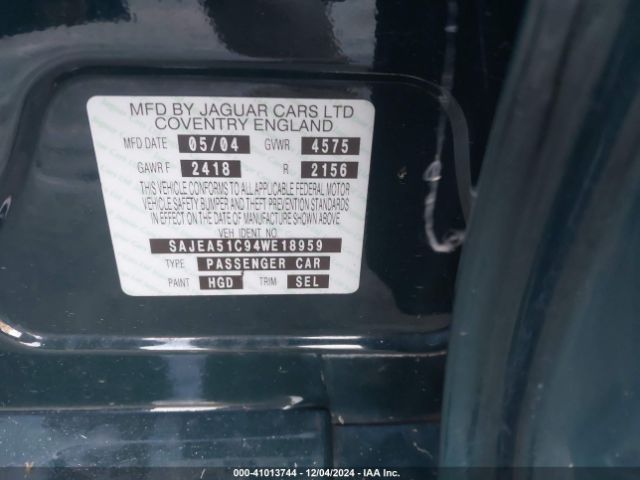 MFD BY JAGUAR CARS LTD
COVENTRY ENGLAND
MFD DATE 05/04 GVWR 4575
GAWR F 2418 R 2156
THIS VEHICLE CONFORMS TO ALL APPLICABLE FEDERAL MOTOR
VEHICLE SAFETY BUMPER AND THEFT PREVENTION STANDARDS
IN EFFECT ON THE DATE OF MANUFACTURE SHOWN ABOVE.
VEH IDENT NO
SAJEA51C94WE18959
TYPE PASSENGER CAR
PAINT HGD TRIM SEL
000-41013744 - 12/04/2024 - IAA Inc.